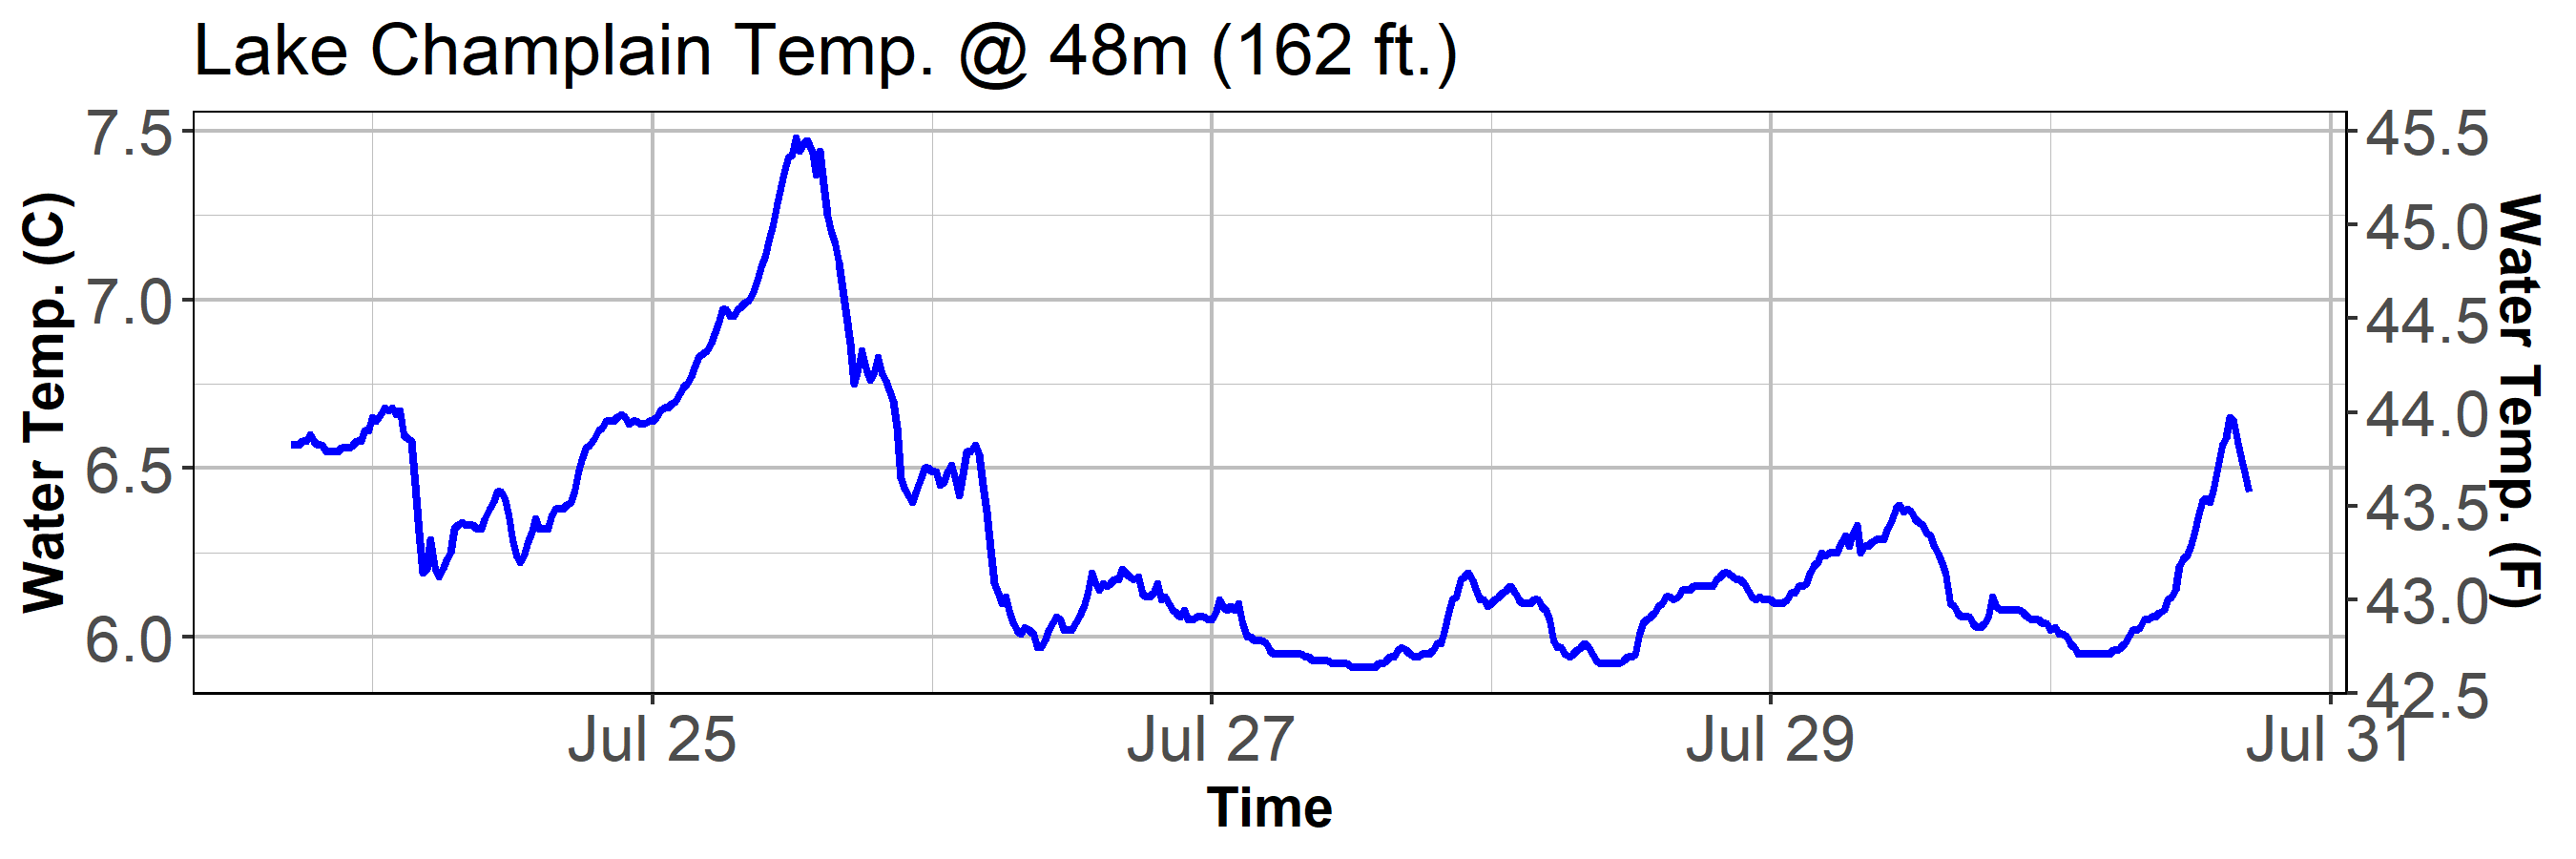 Lake Champlain Temp. @ 48m (162 ft.)
Water Temp. (C)
7.5
7.0
6.5
6.0
45.5
45.0
44.5
44.0
43.5
43.0
42.5
Water Temp. (F)
Jul 25
Jul 27
Jul 29
Jul 31
Time